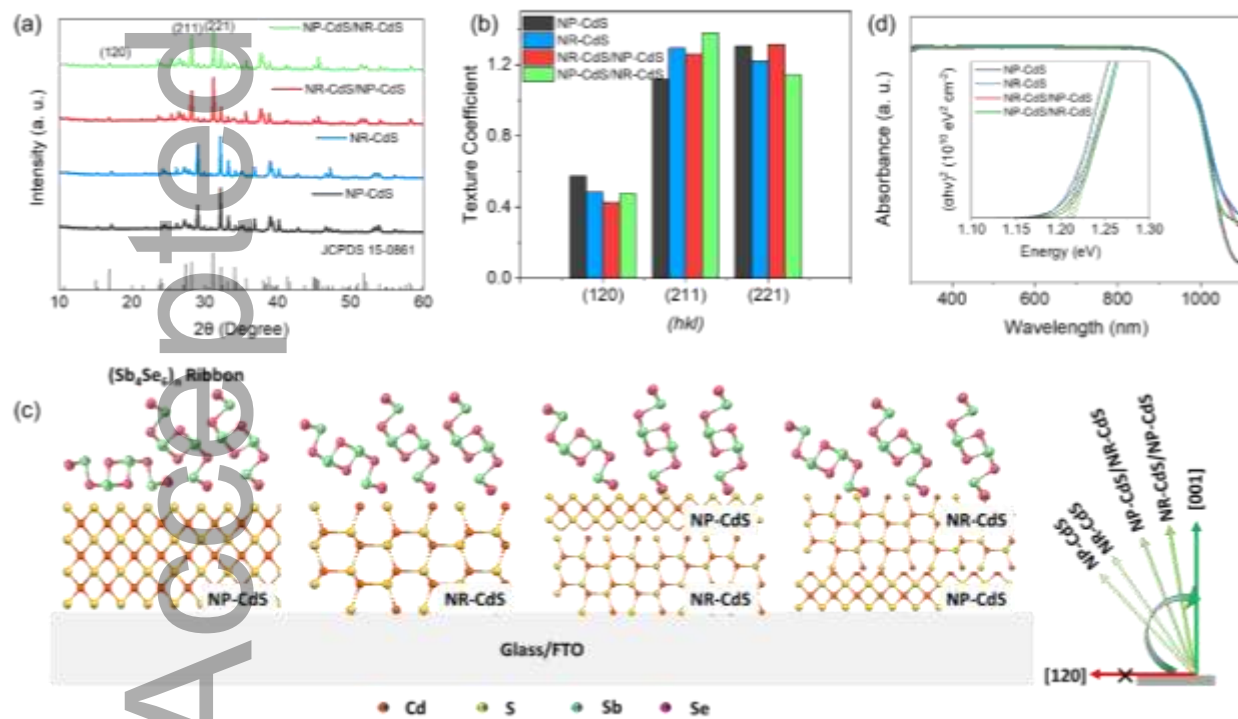 (a)
NP-CdS/NR-CdS
(211)
(221)
(120)
NR-CdS/NP-CdS
NR-CdS
NP-CdS
JCPDS 15-0861
Intensity (a. u.)
10 20 30 40 50 60
2θ (Degree)
(b)
NP-CdS
NR-CdS
NR-CdS/NP-CdS
NP-CdS/NR-CdS
Texture Coefficient
1.2
0.8
0.4
0.0
(120) (211) (221)
(hkl)
(d)
NP-CdS
NR-CdS
NR-CdS/NP-CdS
NP-CdS/NR-CdS
Absorbance (a. u.)
(αhν)² (10¹⁰ eV² cm⁻²)
1.10 1.15 1.20 1.25 1.30
Energy (eV)
400 600 800 1000
Wavelength (nm)
(c)
(Sb₄Se₆)ₙ Ribbon
NP-CdS
NR-CdS
NP-CdS
NR-CdS
NR-CdS
NP-CdS
Glass/FTO
Cd S Sb Se
NP-CdS
NR-CdS
NP-CdS/NR-CdS
NR-CdS/NP-CdS
[001]
[120]
Accepted